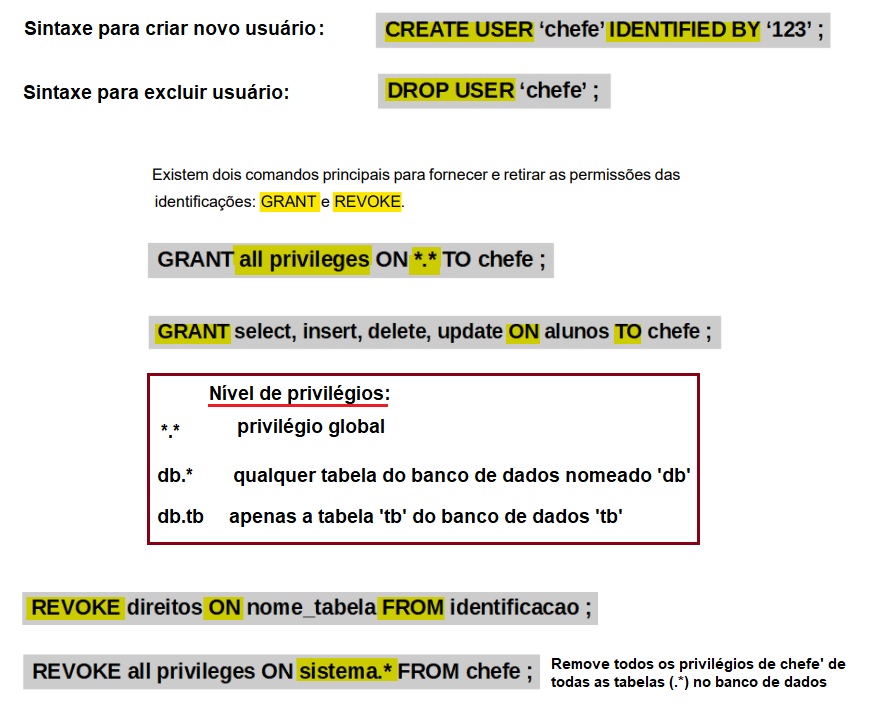 Sintaxe para criar novo usuário: CREATE USER ‘chefe’ IDENTIFIED BY ‘123’ ;
Sintaxe para excluir usuário: DROP USER ‘chefe’ ;
Existem dois comandos principais para fornecer e retirar as permissões das
identificações: GRANT e REVOKE.
GRANT all privileges ON *.* TO chefe ;
GRANT select, insert, delete, update ON alunos TO chefe ;
Nível de privilégios:
*.* privilégio global
db.* qualquer tabela do banco de dados nomeado 'db'
db.tb apenas a tabela 'tb' do banco de dados 'tb'
REVOKE direitos ON nome_tabela FROM identificacao ;
REVOKE all privileges ON sistema.* FROM chefe ;
Remove todos os privilégios de chefe' de
todas as tabelas (.*) no banco de dados